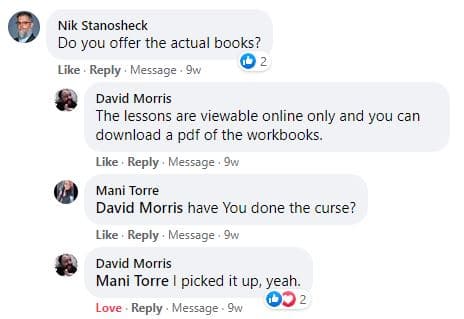 Nik Stanosheck
Do you offer the actual books?
Like · Reply · Message · 9w
2
David Morris
The lessons are viewable online only and you can
download a pdf of the workbooks.
Like · Reply · Message · 9w
Mani Torre
David Morris have You done the curse?
Like · Reply · Message · 9w
David Morris
Mani Torre I picked it up, yeah.
Love · Reply · Message · 9w
2